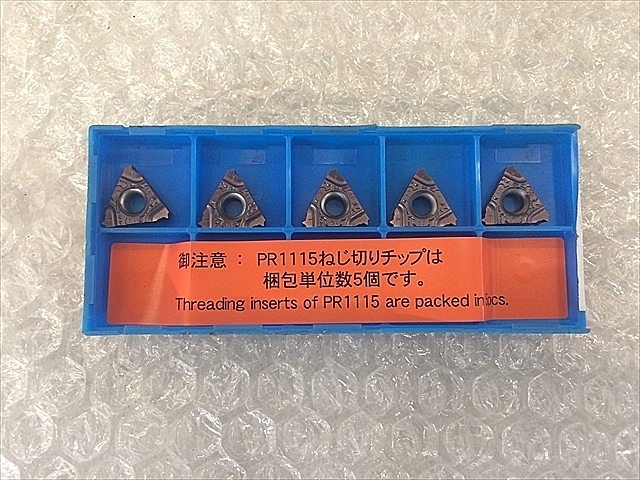 御注意： PR1115ねじ切りチップは
梱包単位数5個です。
Threading inserts of PR1115 are packed in